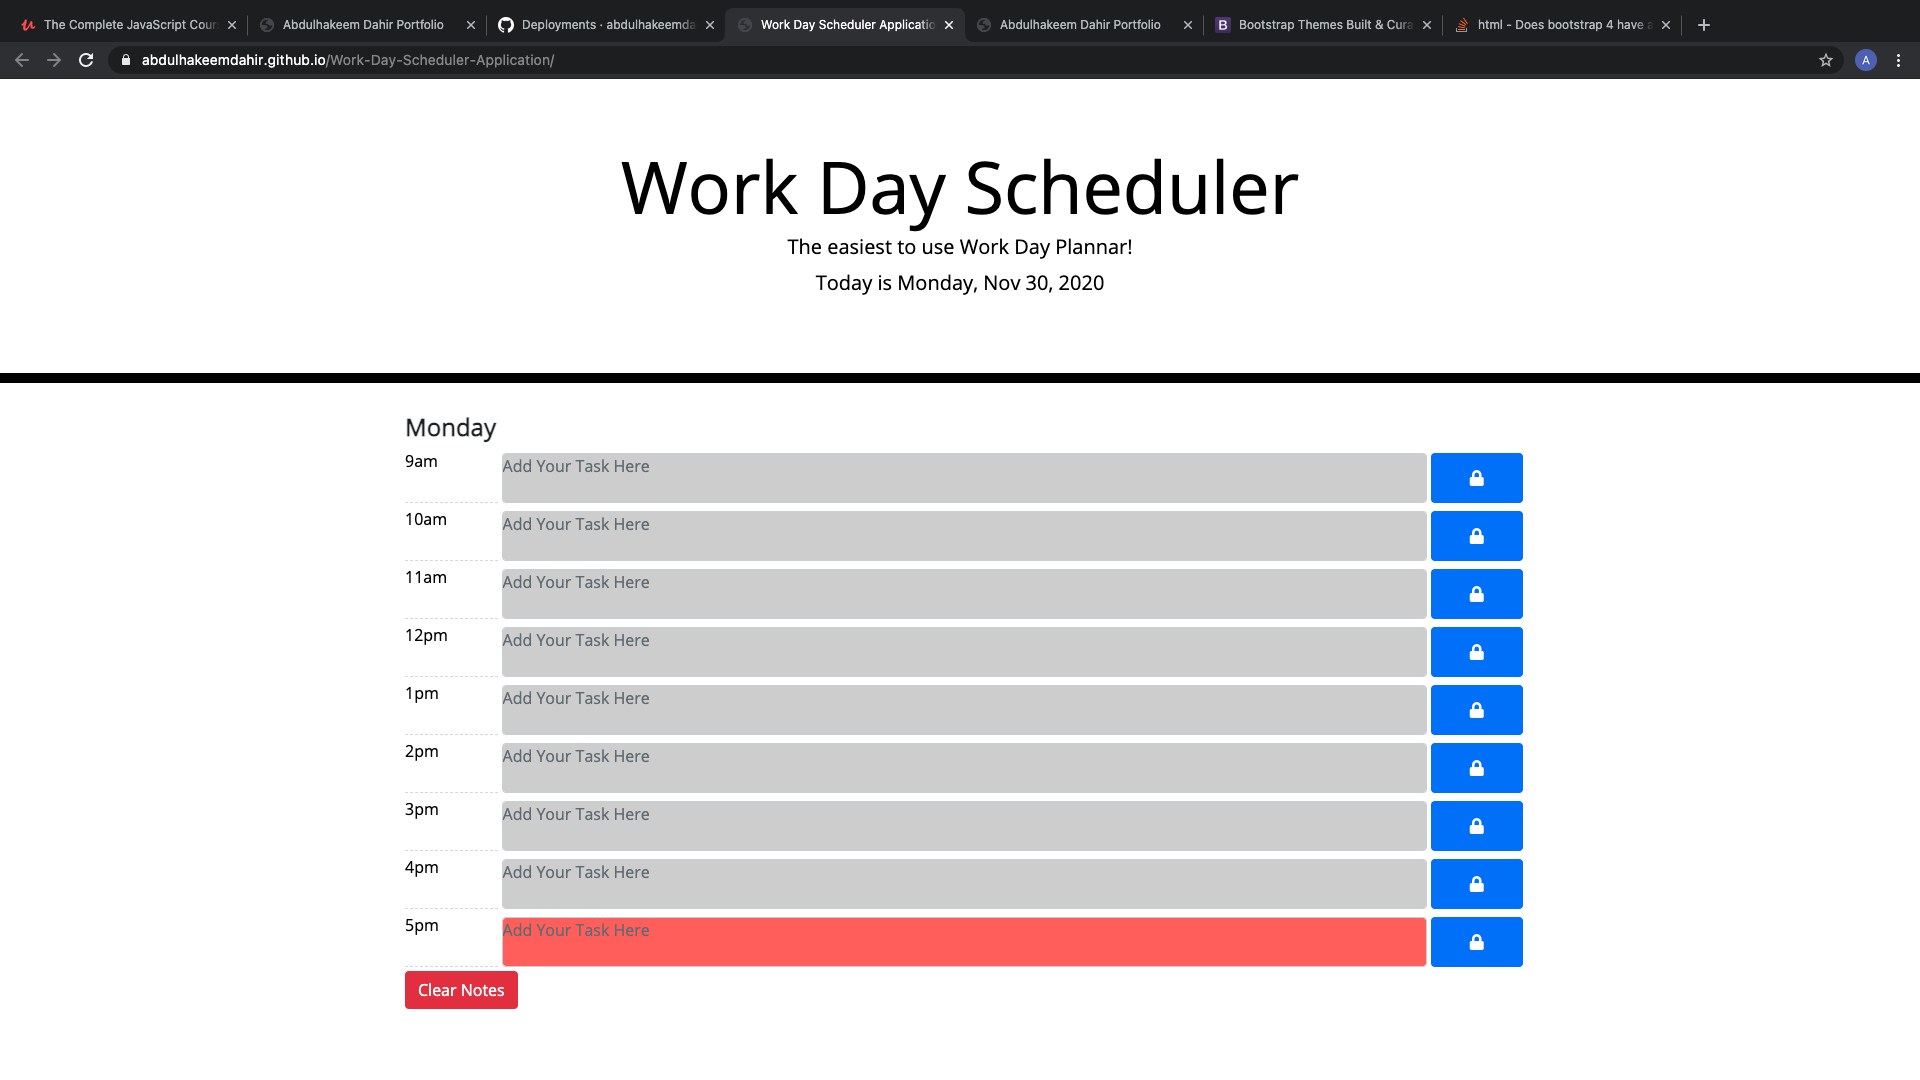 The Complete JavaScript Cour
Abdulhakeem Dahir Portfolio
Deployments · abdulhakeemda
Work Day Scheduler Applicatio
Abdulhakeem Dahir Portfolio
Bootstrap Themes Built & Cura
html - Does bootstrap 4 have a
abdulhakeemdahir.github.io/Work-Day-Scheduler-Application/
A
Work Day Scheduler
The easiest to use Work Day Plannar!
Today is Monday, Nov 30, 2020
Monday
9am Add Your Task Here
10am Add Your Task Here
11am Add Your Task Here
12pm Add Your Task Here
1pm Add Your Task Here
2pm Add Your Task Here
3pm Add Your Task Here
4pm Add Your Task Here
5pm Add Your Task Here
Clear Notes